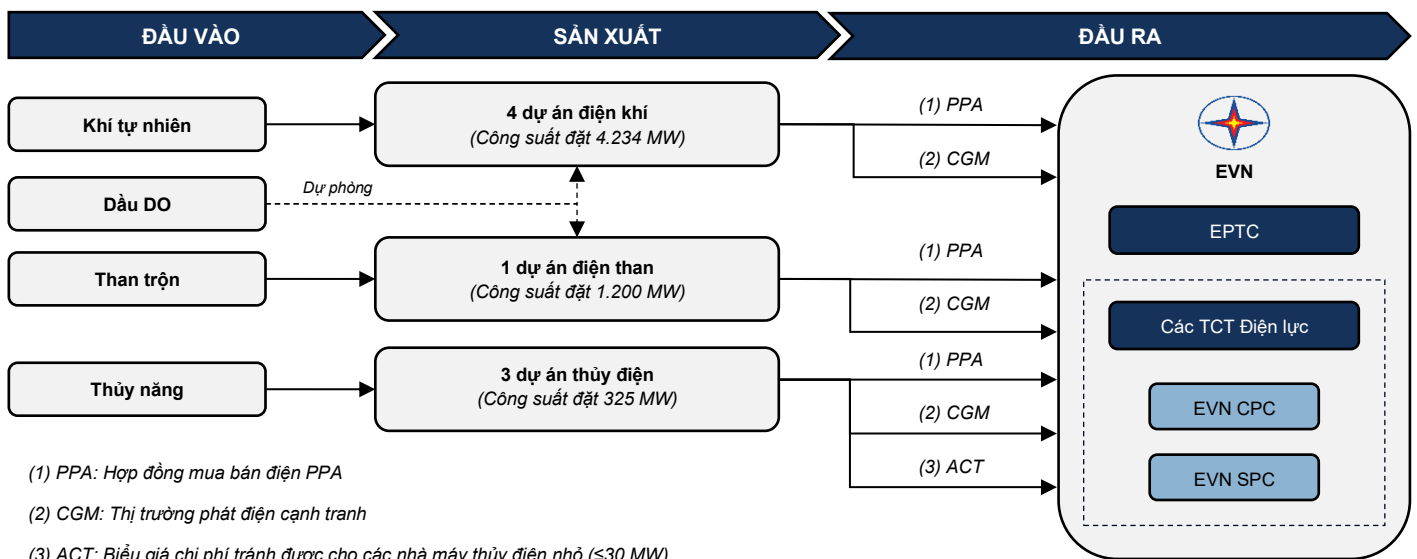 ĐẦU VÀO
SẢN XUẤT
ĐẦU RA
Khí tự nhiên
4 dự án điện khí
(Công suất đặt 4.234 MW)
(1) PPA
(2) CGM
EVN
Dầu DO
Dự phòng
EPTC
Than trộn
1 dự án điện than
(Công suất đặt 1.200 MW)
(1) PPA
(2) CGM
Các TCT Điện lực
Thủy năng
3 dự án thủy điện
(Công suất đặt 325 MW)
(1) PPA
(2) CGM
(3) ACT
EVN CPC
EVN SPC
(1) PPA: Hợp đồng mua bán điện PPA
(2) CGM: Thị trường phát điện cạnh tranh
(3) ACT: Biểu giá chi phí tránh được cho các nhà máy thủy điện nhỏ (≤30 MW)